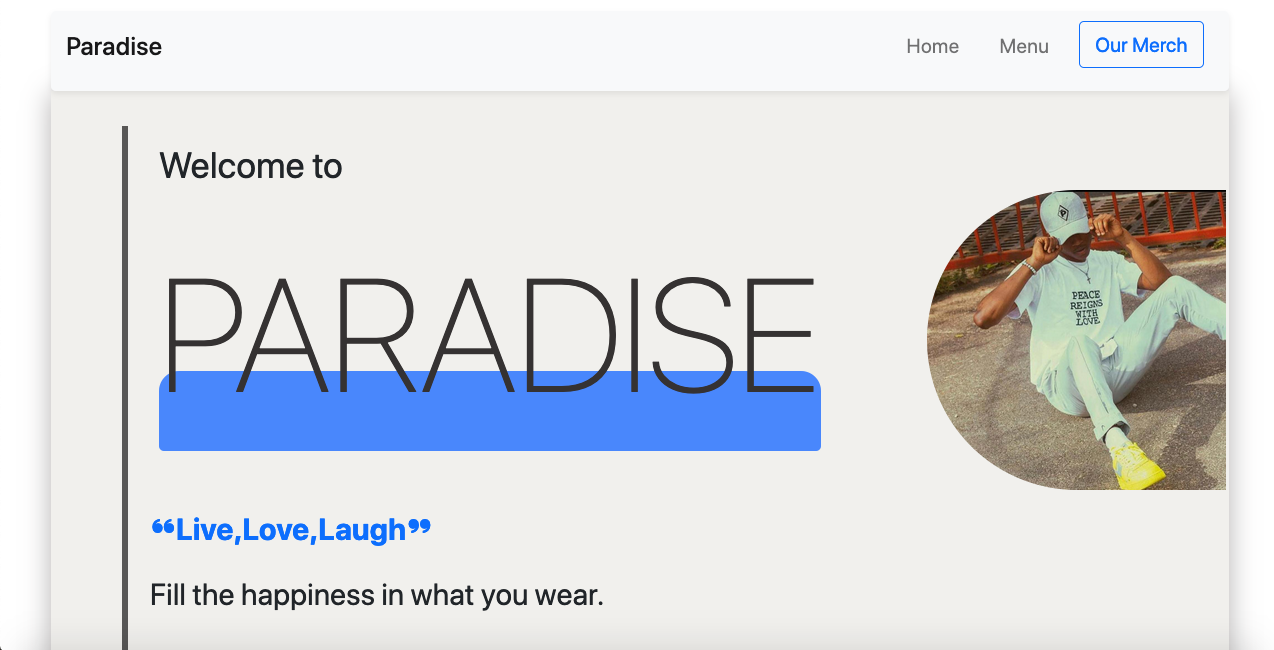 Paradise
Home
Menu
Our Merch
Welcome to
PARADISE
PEACE
REIGNS
WITH
LOVE
❝Live,Love,Laugh❞
Fill the happiness in what you wear.